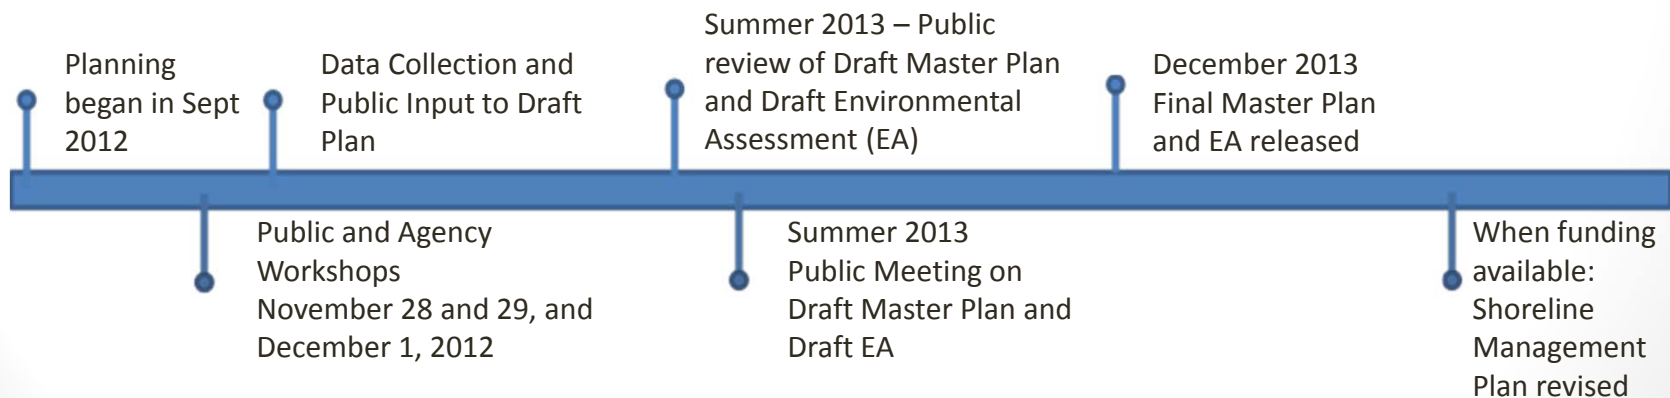 Planning
began in Sept
2012
Data Collection and
Public Input to Draft
Plan
Summer 2013 – Public
review of Draft Master Plan
and Draft Environmental
Assessment (EA)
December 2013
Final Master Plan
and EA released
Public and Agency
Workshops
November 28 and 29, and
December 1, 2012
Summer 2013
Public Meeting on
Draft Master Plan and
Draft EA
When funding
available:
Shoreline
Management
Plan revised